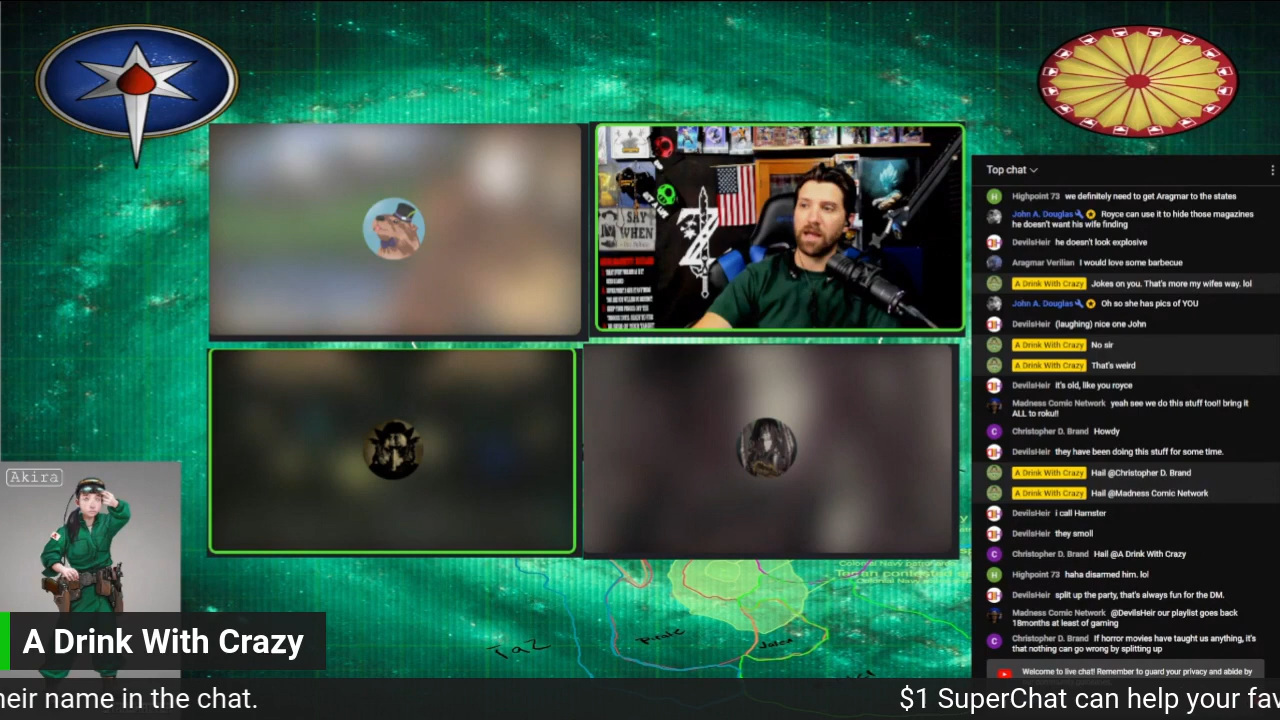 Top chat
Highpoint 73 we definitely need to get Aragmar to the states
John A. Douglas Royce can use it to hide those magazines
he doesn't want his wife finding
DevilsHeir he doesn't look explosive
Aragmar Verilian I would love some barbecue
A Drink With Crazy Jokes on you. That's more my wifes way. lol
John A. Douglas Oh so she has pics of YOU
DevilsHeir (laughing) nice one John
A Drink With Crazy No sir
A Drink With Crazy That's weird
DevilsHeir it's old, like you royce
Madness Comic Network yeah see we do this stuff too!! bring it
ALL to roku!!
Christopher D. Brand Howdy
DevilsHeir they have been doing this stuff for some time.
A Drink With Crazy Hail @Christopher D. Brand
A Drink With Crazy Hail @Madness Comic Network
DevilsHeir i call Hamster
DevilsHeir they smoll
Christopher D. Brand Hail @A Drink With Crazy
Highpoint 73 haha disarmed him. lol
DevilsHeir split up the party, that's always fun for the DM.
Madness Comic Network @DevilsHeir our playlist goes back
18months at least of gaming
Christopher D. Brand If horror movies have taught us anything, it's
that nothing can go wrong by splitting up
Welcome to live chat! Remember to guard your privacy and abide by
SAY
WHEN
Akira
Colonial Navy
TaZ
Pirate
A Drink With Crazy
heir name in the chat.
$1 SuperChat can help your fav